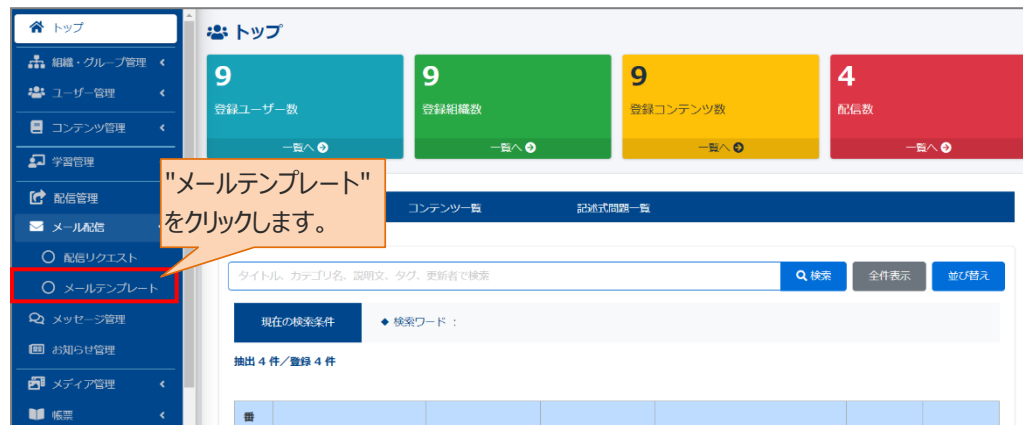 トップ
組織・グループ管理
ユーザー管理
コンテンツ管理
学習管理
配信管理
メール配信
配信リクエスト
メールテンプレート
メッセージ管理
お知らせ管理
メディア管理
帳票
トップ
9
登録ユーザー数
一覧へ
9
登録組織数
一覧へ
9
登録コンテンツ数
一覧へ
4
配信数
一覧へ
"メールテンプレート"
をクリックします。
コンテンツ一覧
記述式問題一覧
タイトル、カテゴリ名、説明文、タグ、更新者で検索
検索
全件表示
並び替え
現在の検索条件
◆ 検索ワード :
抽出 4 件／登録 4 件
番